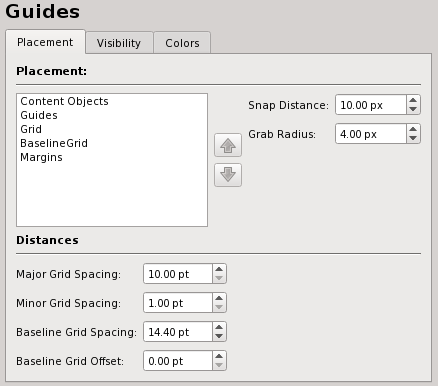 Guides
Placement Visibility Colors
Placement:
Content Objects
Guides
Grid
BaselineGrid
Margins
Snap Distance: 10.00 px
Grab Radius: 4.00 px
Distances
Major Grid Spacing: 10.00 pt
Minor Grid Spacing: 1.00 pt
Baseline Grid Spacing: 14.40 pt
Baseline Grid Offset: 0.00 pt